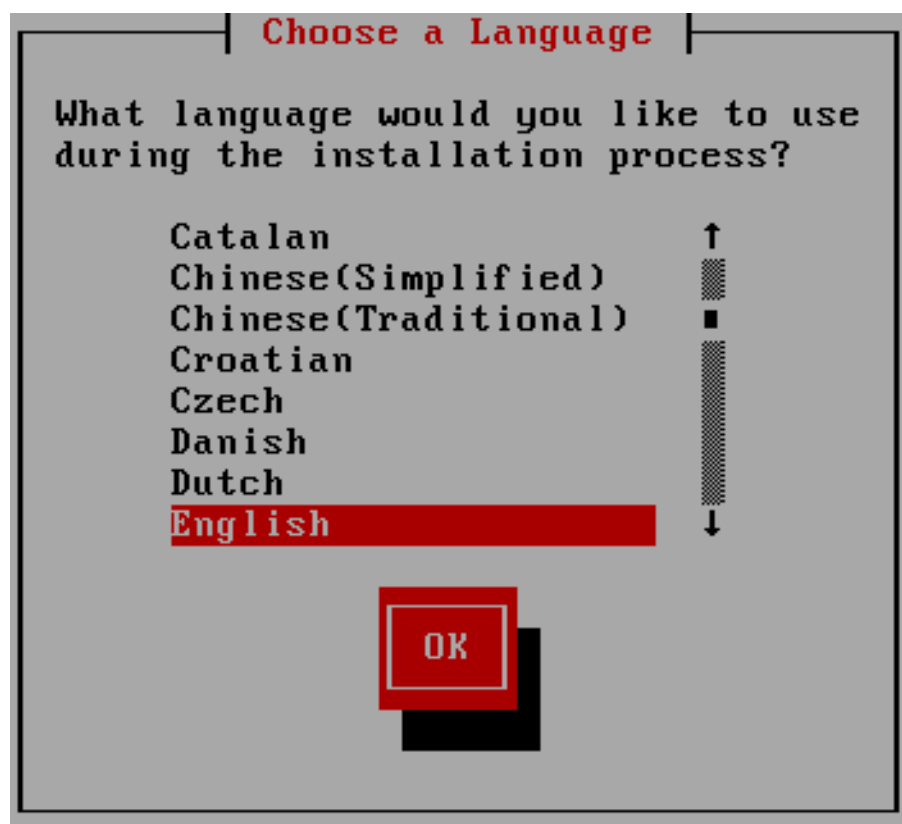 Choose a Language
What language would you like to use
during the installation process?
Catalan
Chinese(Simplified)
Chinese(Traditional)
Croatian
Czech
Danish
Dutch
English
OK